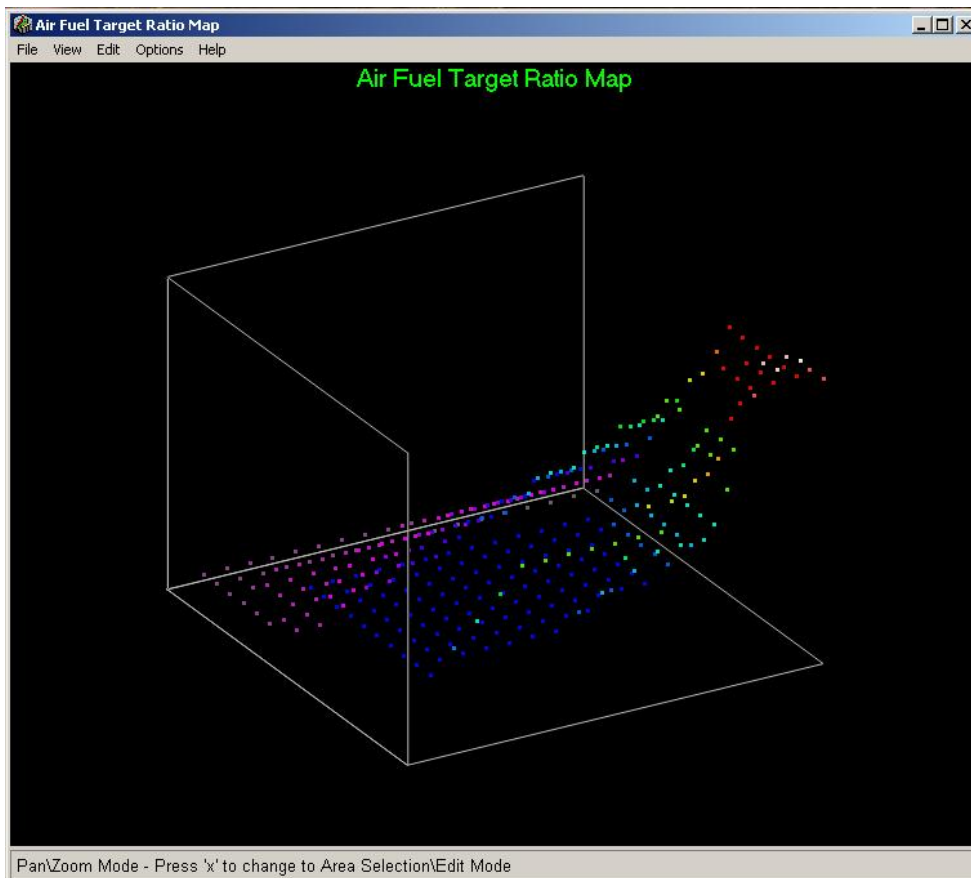 Air Fuel Target Ratio Map
File View Edit Options Help
Air Fuel Target Ratio Map
Pan\Zoom Mode - Press 'x' to change to Area Selection\Edit Mode